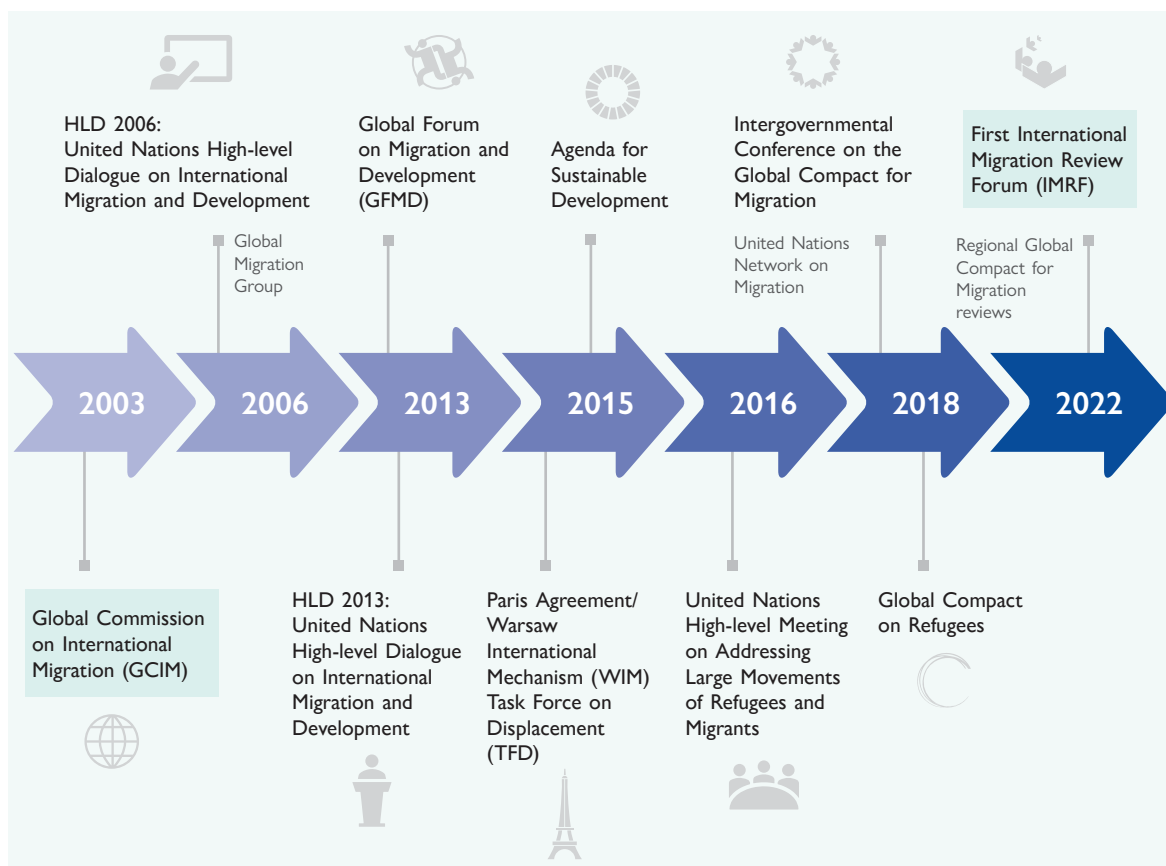 HLD 2006:
United Nations High-level
Dialogue on International
Migration and Development
Global
Migration
Group
Global Forum
on Migration and
Development
(GFMD)
Agenda for
Sustainable
Development
Intergovernmental
Conference on the
Global Compact for
Migration
United Nations
Network on
Migration
First International
Migration Review
Forum (IMRF)
Regional Global
Compact for
Migration
reviews
2003
2006
2013
2015
2016
2018
2022
Global Commission
on International
Migration (GCIM)
HLD 2013:
United Nations
High-level Dialogue
on International
Migration and
Development
Paris Agreement/
Warsaw
International
Mechanism (WIM)
Task Force on
Displacement
(TFD)
United Nations
High-level Meeting
on Addressing
Large Movements
of Refugees and
Migrants
Global Compact
on Refugees